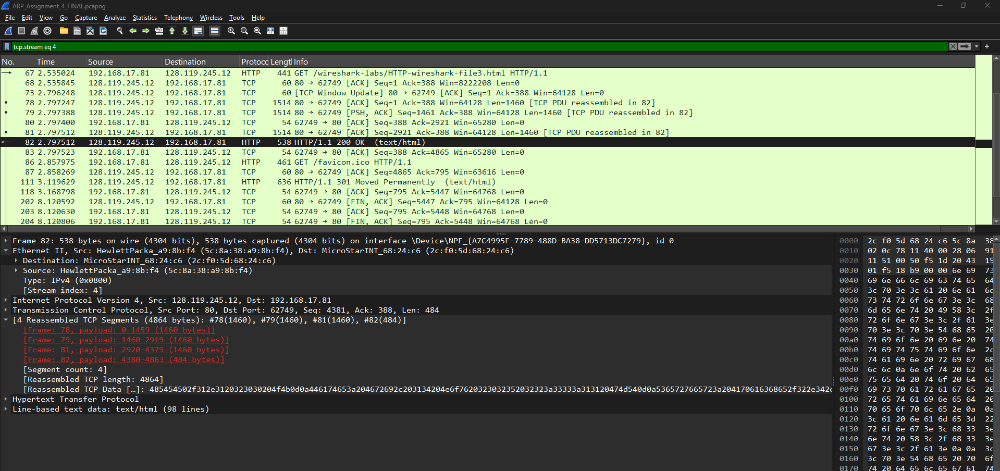 ARP_Assignment_4_FINAL.pcapng
File Edit View Go Capture Analyze Statistics Telephony Wireless Tools Help
tcp.stream eq 4
No. Time Source Destination Protocc Lengtl Info
67 2.535024 192.168.17.81 128.119.245.12 HTTP 441 GET /wireshark-labs/HTTP-wireshark-file3.html HTTP/1.1
68 2.535845 128.119.245.12 192.168.17.81 TCP 60 80 → 62749 [ACK] Seq=1 Ack=388 Win=8222208 Len=0
73 2.796248 128.119.245.12 192.168.17.81 TCP 60 [TCP Window Update] 80 → 62749 [ACK] Seq=1 Ack=388 Win=64128 Len=0
78 2.797247 128.119.245.12 192.168.17.81 TCP 1514 80 → 62749 [ACK] Seq=1 Ack=388 Win=64128 Len=1460 [TCP PDU reassembled in 82]
79 2.797388 128.119.245.12 192.168.17.81 TCP 1514 80 → 62749 [PSH, ACK] Seq=1461 Ack=388 Win=64128 Len=1460 [TCP PDU reassembled in 82]
80 2.797400 192.168.17.81 128.119.245.12 TCP 54 62749 → 80 [ACK] Seq=388 Ack=2921 Win=65280 Len=0
81 2.797512 128.119.245.12 192.168.17.81 TCP 1514 80 → 62749 [ACK] Seq=2921 Ack=388 Win=64128 Len=1460 [TCP PDU reassembled in 82]
82 2.797512 128.119.245.12 192.168.17.81 HTTP 538 HTTP/1.1 200 OK (text/html)
83 2.797523 192.168.17.81 128.119.245.12 TCP 54 62749 → 80 [ACK] Seq=388 Ack=4865 Win=65280 Len=0
86 2.857975 192.168.17.81 128.119.245.12 HTTP 461 GET /favicon.ico HTTP/1.1
87 2.858269 128.119.245.12 192.168.17.81 TCP 60 80 → 62749 [ACK] Seq=4865 Ack=795 Win=63616 Len=0
111 3.119629 128.119.245.12 192.168.17.81 HTTP 636 HTTP/1.1 301 Moved Permanently (text/html)
118 3.168798 192.168.17.81 128.119.245.12 TCP 54 62749 → 80 [ACK] Seq=795 Ack=5447 Win=64768 Len=0
202 8.120592 128.119.245.12 192.168.17.81 TCP 60 80 → 62749 [FIN, ACK] Seq=5447 Ack=795 Win=64128 Len=0
203 8.120630 192.168.17.81 128.119.245.12 TCP 54 62749 → 80 [ACK] Seq=795 Ack=5448 Win=64768 Len=0
204 8.120806 192.168.17.81 128.119.245.12 TCP 54 62749 → 80 [FIN, ACK] Seq=795 Ack=5448 Win=64768 Len=0
Frame 82: 538 bytes on wire (4304 bits), 538 bytes captured (4304 bits) on interface \Device\NPF_{A7C4995F-7789-488D-BA38-DD5713DC7279}, id 0
Ethernet II, Src: HewlettPacka_a9:8b:f4 (5c:8a:38:a9:8b:f4), Dst: MicroStarINT_68:24:c6 (2c:f0:5d:68:24:c6)
Destination: MicroStarINT_68:24:c6 (2c:f0:5d:68:24:c6)
Source: HewlettPacka_a9:8b:f4 (5c:8a:38:a9:8b:f4)
Type: IPv4 (0x0800)
[Stream index: 4]
Internet Protocol Version 4, Src: 128.119.245.12, Dst: 192.168.17.81
Transmission Control Protocol, Src Port: 80, Dst Port: 62749, Seq: 4381, Ack: 388, Len: 484
[4 Reassembled TCP Segments (4864 bytes): #78(1460), #79(1460), #81(1460), #82(484)]
[Frame: 78, payload: 0-1459 (1460 bytes)]
[Frame: 79, payload: 1460-2919 (1460 bytes)]
[Frame: 81, payload: 2920-4379 (1460 bytes)]
[Frame: 82, payload: 4380-4863 (484 bytes)]
[Segment count: 4]
[Reassembled TCP length: 4864]
[Reassembled TCP Data […]: 485454502f312e3120323030204f4b0d0a446174653a204672692c203134204e6f7620323032352032323a33333a313120474d540d0a5365727665723a204170616368652f322e342e
Hypertext Transfer Protocol
Line-based text data: text/html (98 lines)
0000 2c f0 5d 68 24 c6 5c 8a 38
0010 02 0c 78 11 40 00 28 06 91
0020 11 51 00 50 f5 1d 20 43 15
0030 01 f5 18 b9 00 00 6e 69 73
0040 69 6e 66 6c 69 63 74 65 64
0050 3c 70 3e 3c 61 20 6e 61 6d
0060 73 74 72 6f 6e 67 3e 3c 68
0070 6d 65 6e 74 20 49 58 3c 2f
0080 72 6f 6e 67 3e 3c 2f 61 3e
0090 70 3e 3c 70 3e 54 68 65 20
00a0 74 69 6f 6e 20 69 6e 20 74
00b0 74 69 74 75 74 69 6f 6e 2c
00c0 74 61 69 6e 20 72 69 67 68
00d0 6c 6c 0a 6e 6f 74 20 62 65
00e0 75 65 64 20 74 6f 20 64 65
00f0 69 73 70 61 72 61 67 65 20
0100 72 65 74 61 69 6e 65 64 20
0110 70 65 6f 70 6c 65 2e 0a 0a
0120 3c 61 20 6e 61 6d 65 3d 22
0130 72 6f 6e 67 3e 3c 68 33 3e
0140 6e 74 20 58 3c 2f 68 33 3e
0150 67 3e 3c 2f 61 3e 0a 0a 3c
0160 3c 70 3e 54 68 65 20 70 6f
0170 74 20 64 65 6c 65 67 61 74